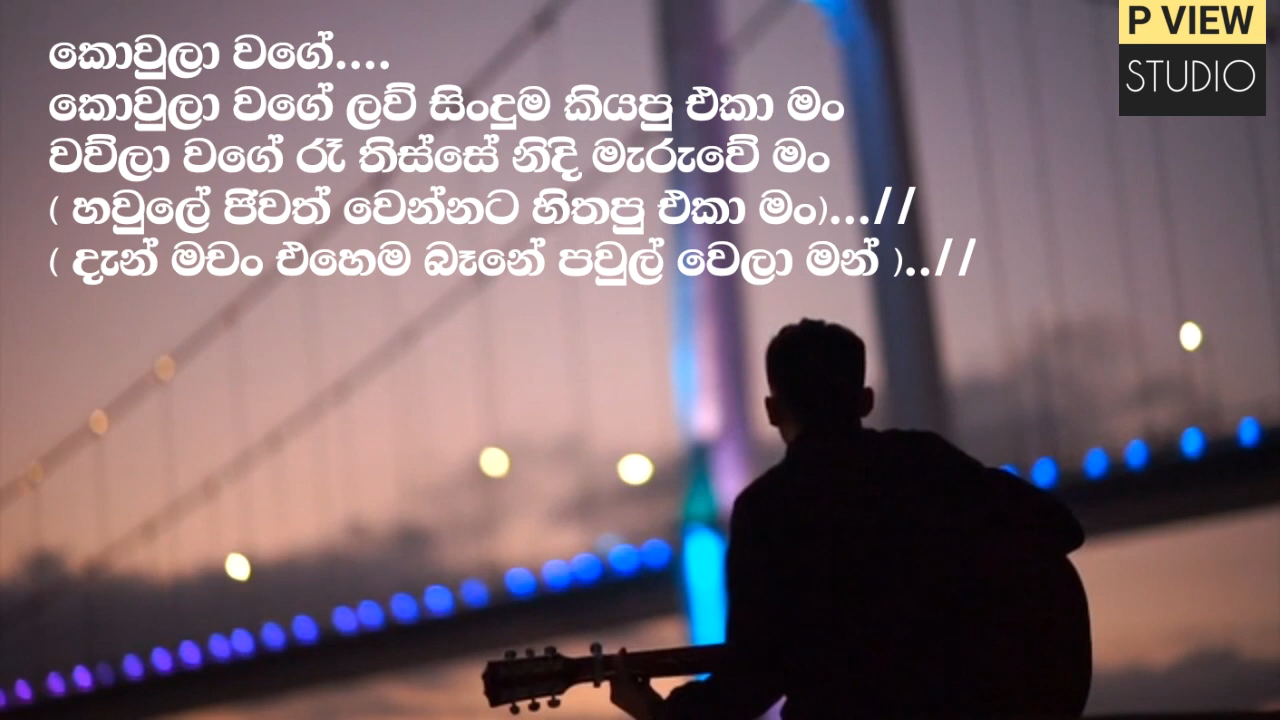 කොවුලා වගේ....
කොවුලා වගේ ලව් සිංදුම කියපු එකා මං
වව්ලා වගේ රෑ තිස්සේ නිදි මැරුවේ මං
( හවුලේ ජිවත් වෙන්නට හිතපු එකා මං)...//
( දැන් මචං එහෙම බෑනේ පවුල් වෙලා මන් )..//
P VIEW
STUDIO